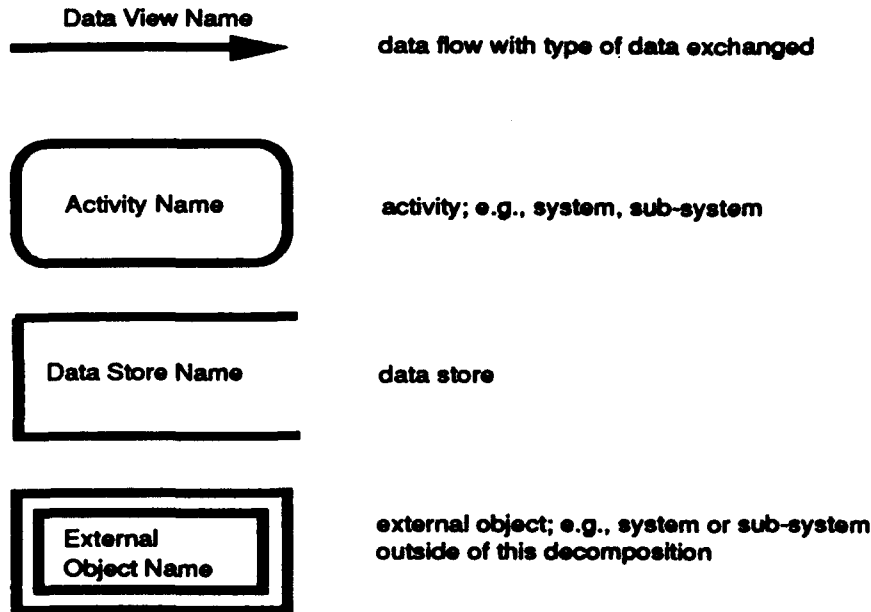 Data View Name
data flow with type of data exchanged
Activity Name
activity; e.g., system, sub-system
Data Store Name
data store
External
Object Name
external object; e.g., system or sub-system
outside of this decomposition